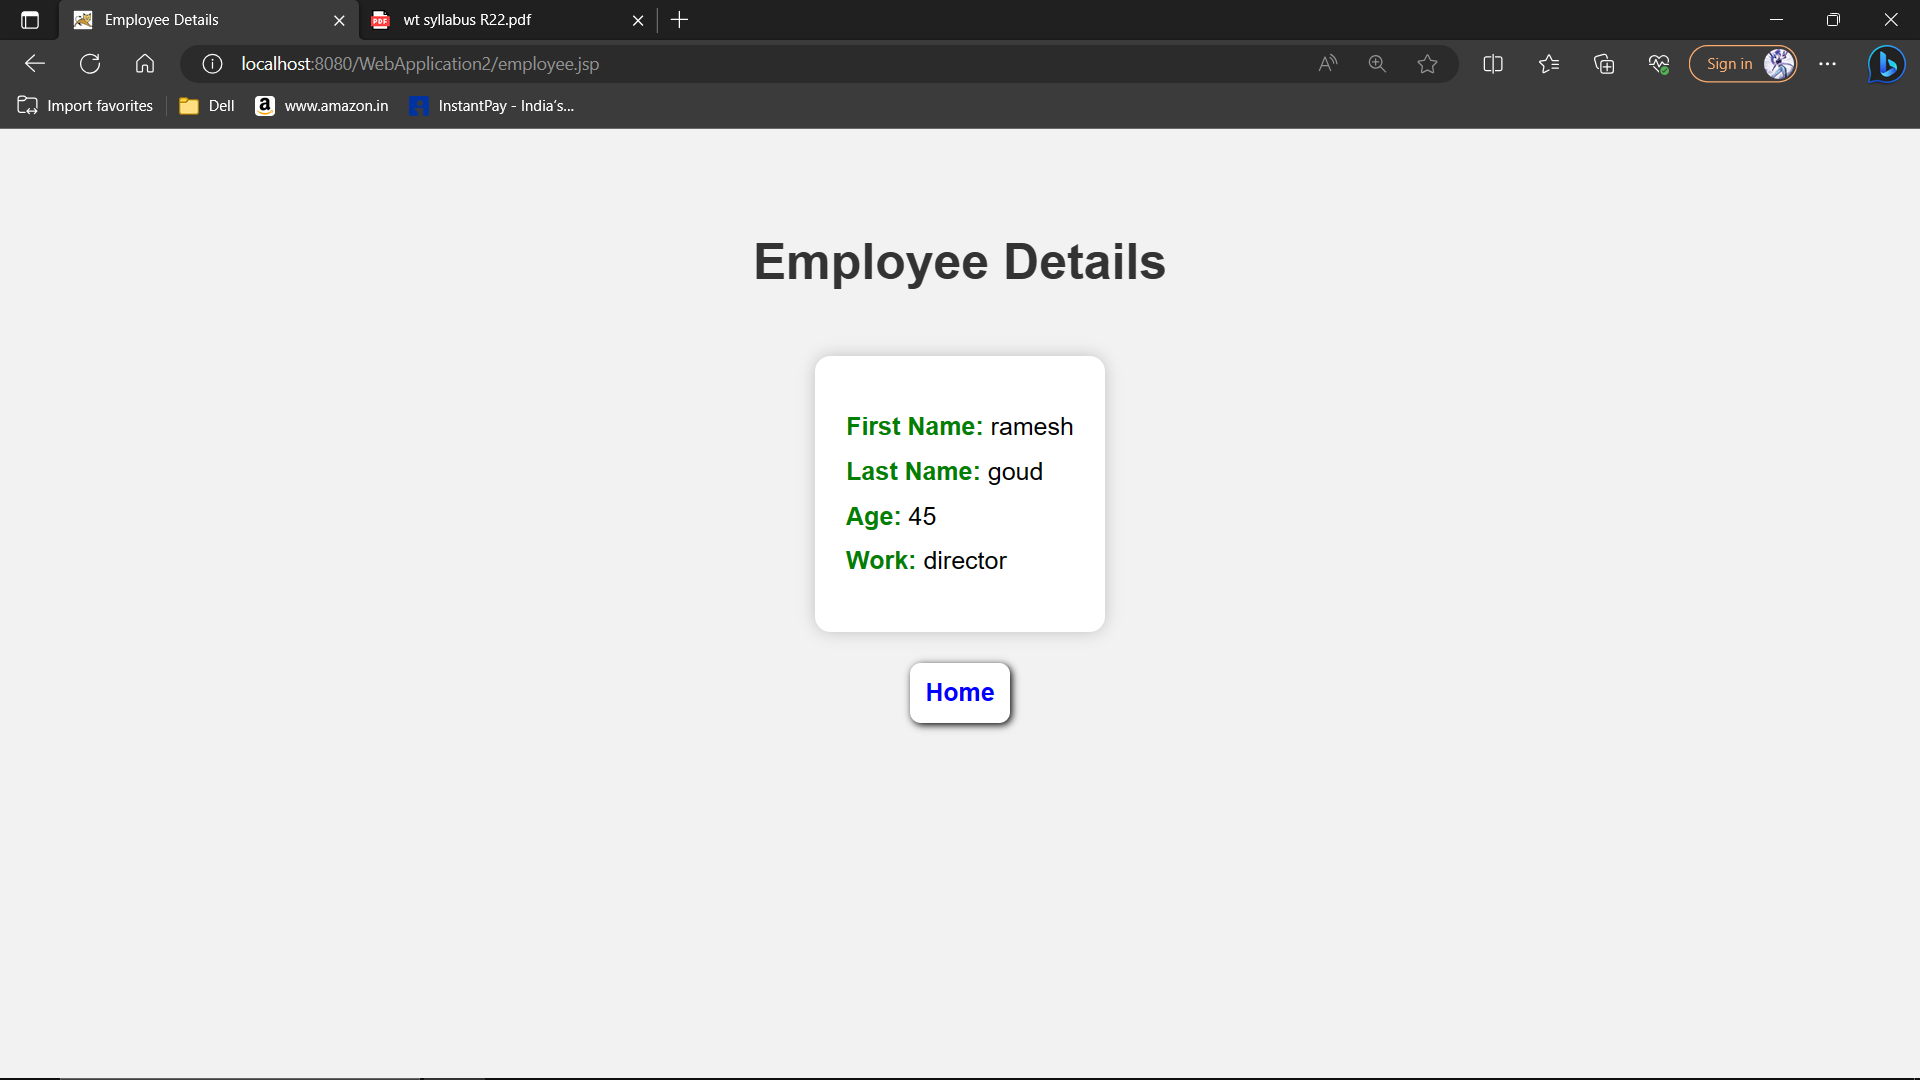 Employee Details
wt syllabus R22.pdf
localhost:8080/WebApplication2/employee.jsp
Sign in
Import favorites
Dell
www.amazon.in
InstantPay - India's...
Employee Details
First Name: ramesh
Last Name: goud
Age: 45
Work: director
Home